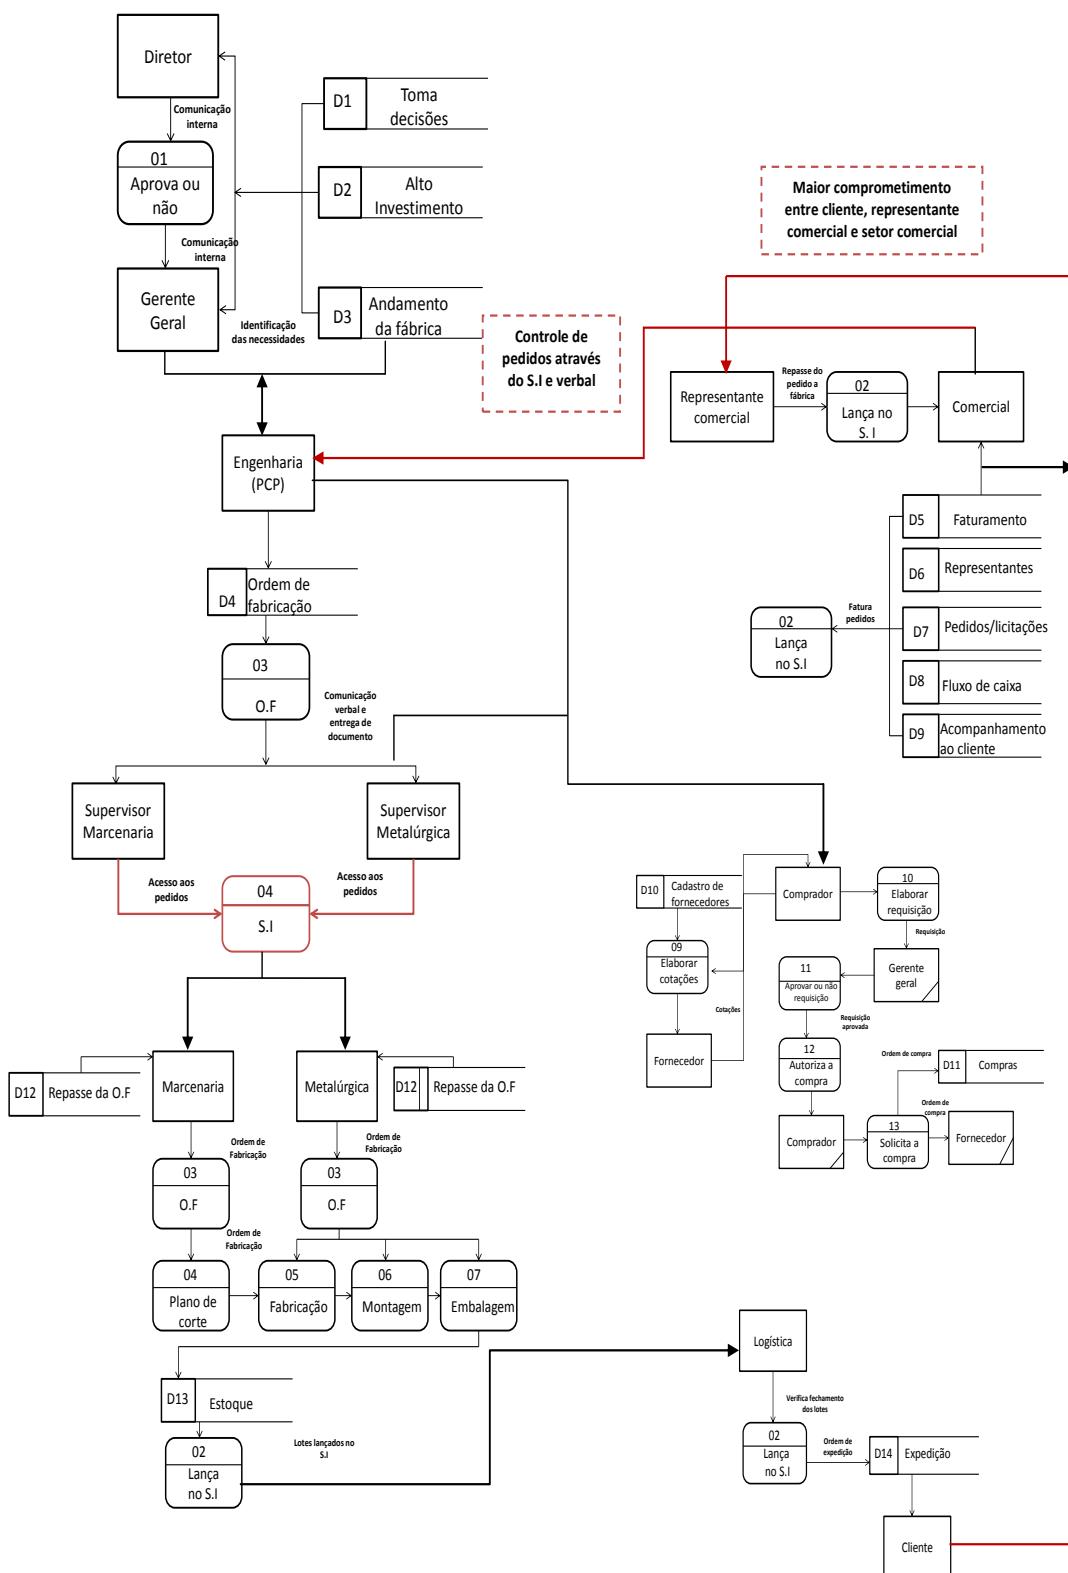 Diretor
Comunicação
interna
01
Aprova ou
não
Comunicação
interna
Gerente
Geral
Identificação
das necessidades
D1
Toma
decisões
D2
Alto
Investimento
D3
Andamento
da fábrica
Controle de
pedidos através
do S.I e verbal
Maior comprometimento
entre cliente, representante
comercial e setor comercial
Representante
comercial
Repasse do
pedido a
fábrica
02
Lança no
S. I
Comercial
Engenharia
(PCP)
D4
Ordem de
fabricação
03
O.F
Comunicação
verbal e
entrega de
documento
D5
Faturamento
D6
Representantes
D7
Pedidos/licitações
D8
Fluxo de caixa
D9
Acompanhamento
ao cliente
Fatura
pedidos
02
Lança
no S.I
Supervisor
Marcenaria
Supervisor
Metalúrgica
Acesso aos
pedidos
Acesso aos
pedidos
04
S.I
D10
Cadastro de
fornecedores
Comprador
10
Elaborar
requisição
Requisição
09
Elaborar
cotações
Cotações
Fornecedor
Gerente
geral
11
Aprovar ou não
requisição
Requisição
aprovada
12
Autoriza a
compra
Comprador
13
Solicita a
compra
Ordem de compra
D11
Compras
Ordem de
compra
Fornecedor
D12
Repasse da O.F
Marcenaria
Metalúrgica
D12
Repasse da O.F
Ordem de
Fabricação
Ordem de
Fabricação
03
O.F
03
O.F
Ordem de
Fabricação
04
Plano de
corte
05
Fabricação
06
Montagem
07
Embalagem
D13
Estoque
02
Lança
no S.I
Lotes lançados no
S.I
Logística
Verifica fechamento
dos lotes
02
Lança
no S.I
Ordem de
expedição
D14
Expedição
Cliente